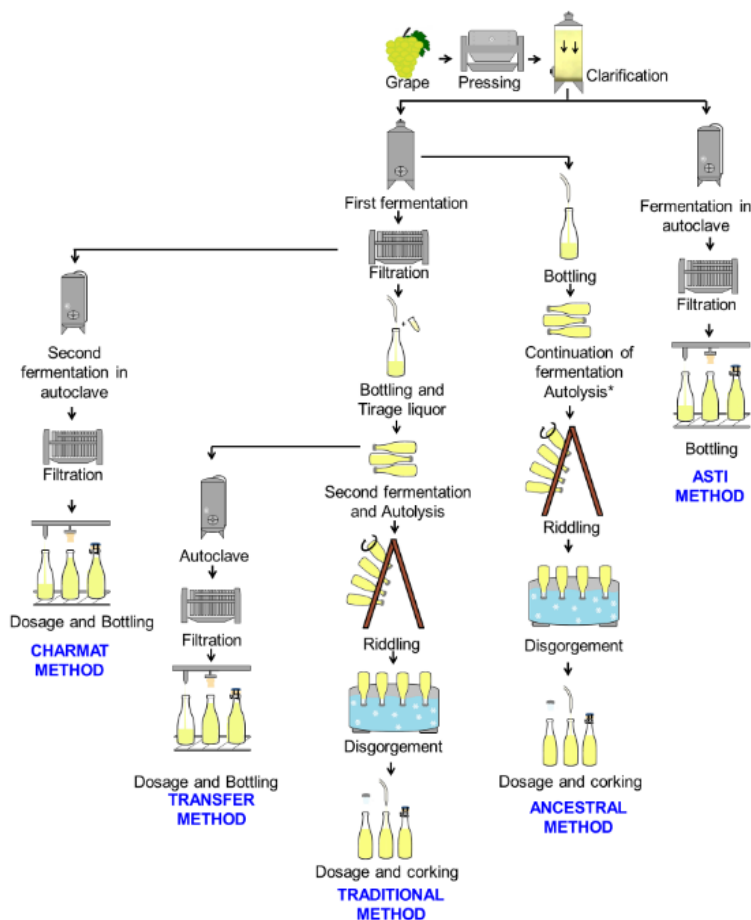 Grape
Pressing
Clarification
First fermentation
Filtration
Bottling and
Tirage liquor
Second fermentation
and Autolysis
Riddling
Disgorgement
Dosage and corking
TRADITIONAL
METHOD
Second
fermentation in
autoclave
Filtration
Dosage and Bottling
CHARMAT
METHOD
Autoclave
Filtration
Dosage and Bottling
TRANSFER
METHOD
Bottling
Continuation of
fermentation
Autolysis*
Riddling
Disgorgement
Dosage and corking
ANCESTRAL
METHOD
Fermentation in
autoclave
Filtration
Bottling
ASTI
METHOD